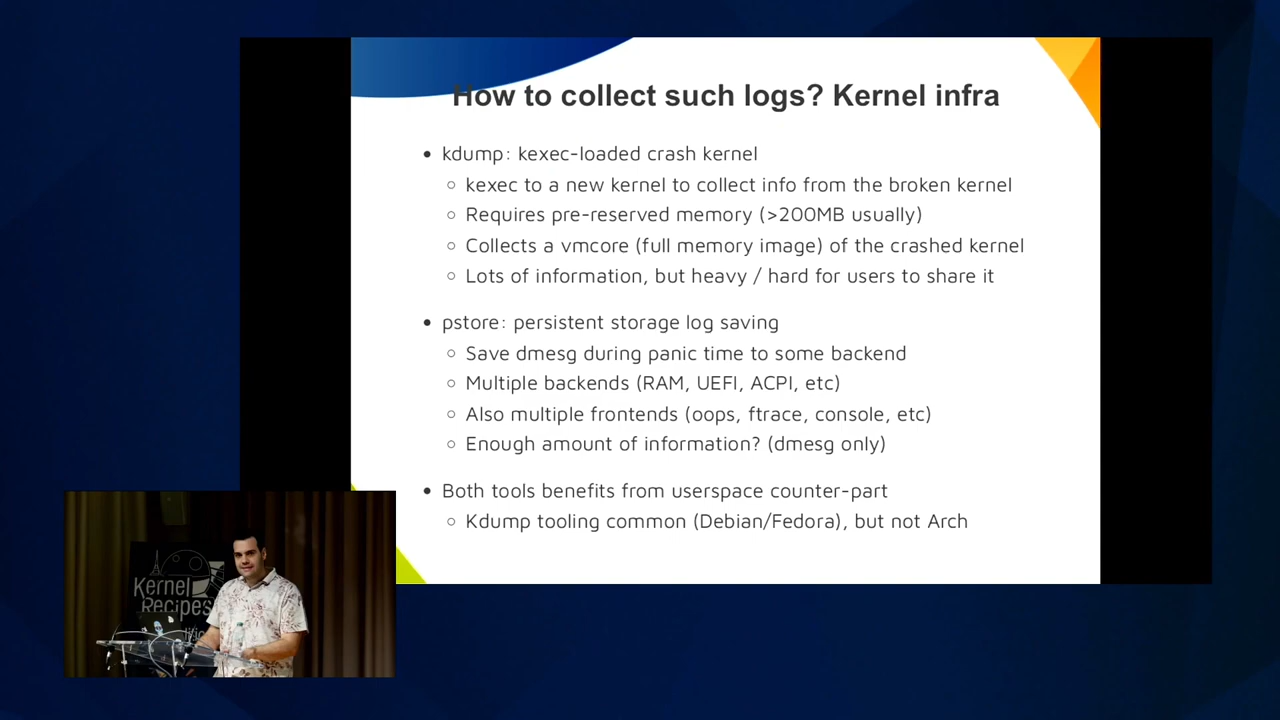 How to collect such logs? Kernel infra
• kdump: kexec-loaded crash kernel
○ kexec to a new kernel to collect info from the broken kernel
○ Requires pre-reserved memory (>200MB usually)
○ Collects a vmcore (full memory image) of the crashed kernel
○ Lots of information, but heavy / hard for users to share it
• pstore: persistent storage log saving
○ Save dmesg during panic time to some backend
○ Multiple backends (RAM, UEFI, ACPI, etc)
○ Also multiple frontends (oops, ftrace, console, etc)
○ Enough amount of information? (dmesg only)
• Both tools benefits from userspace counter-part
○ Kdump tooling common (Debian/Fedora), but not Arch
Kernel
Recipes